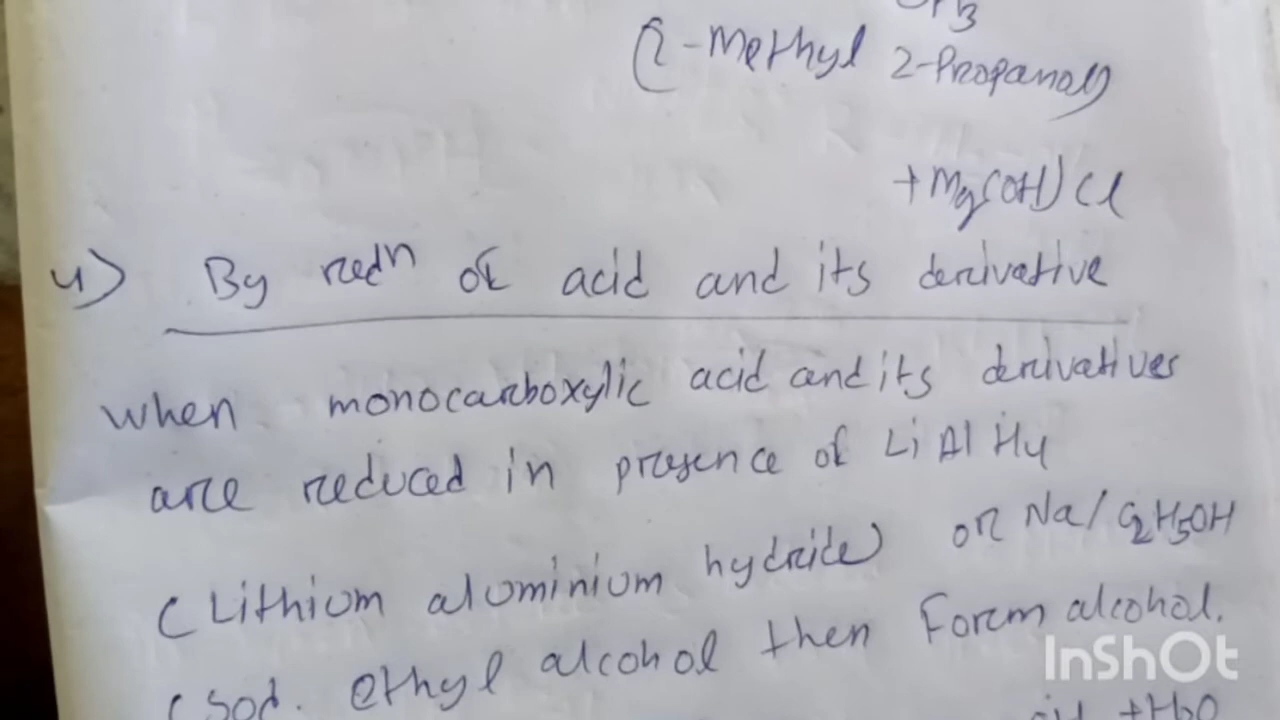 CH3
(2-Methyl 2-Propanol)
+Mg(OH)Cl
4) By redn of acid and its derivative
When monocarboxylic acid and its derivatives
are reduced in presence of LiAlH4
(Lithium aluminium hydride) or Na/C2H5OH
(Sod. ethyl alcohol then Form alcohol.
InShOt
+H2O